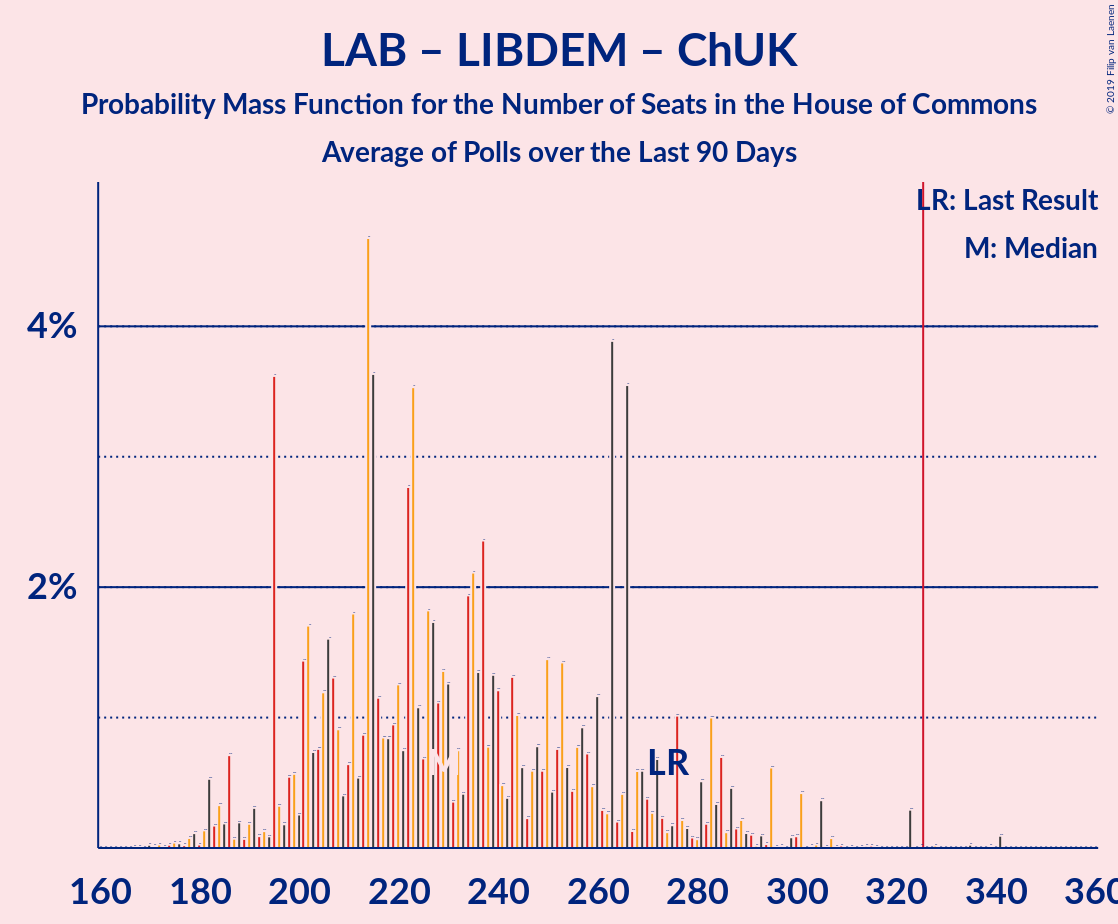 LAB – LIBDEM – ChUK
Probability Mass Function for the Number of Seats in the House of Commons
Average of Polls over the Last 90 Days
© 2019 Filip van Laenen
LR: Last Result
M: Median
4%
2%
M
LR
160 180 200 220 240 260 280 300 320 340 360